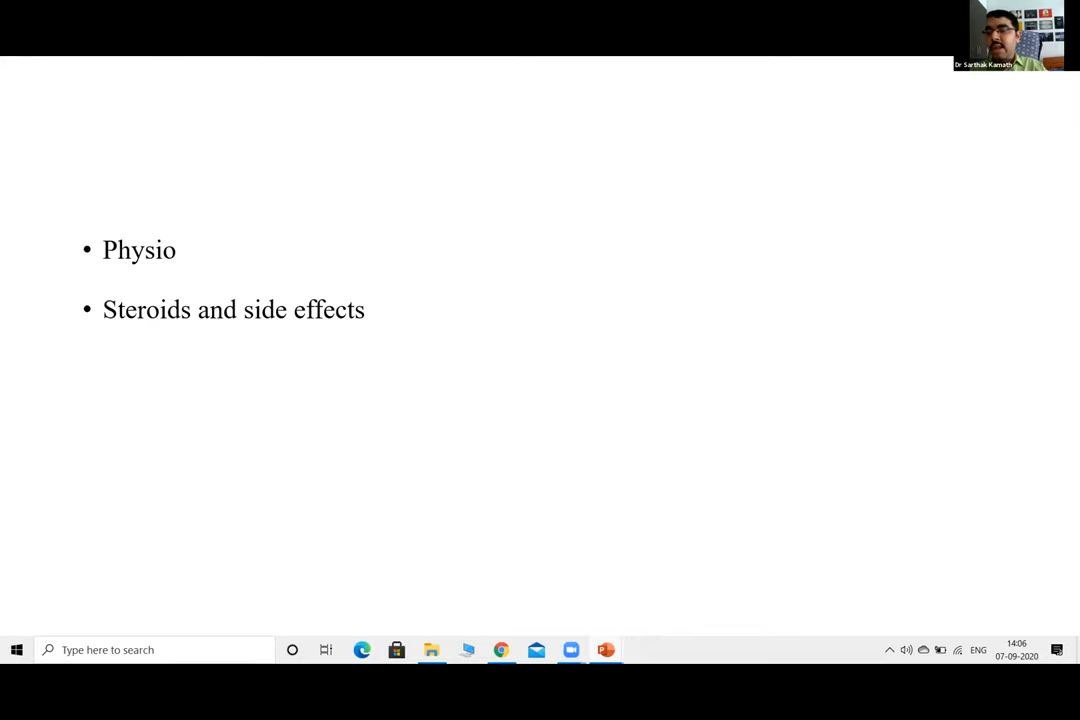 Dr Sarthak Kamath
• Physio
• Steroids and side effects
Type here to search
ENG
14:06
07-09-2020